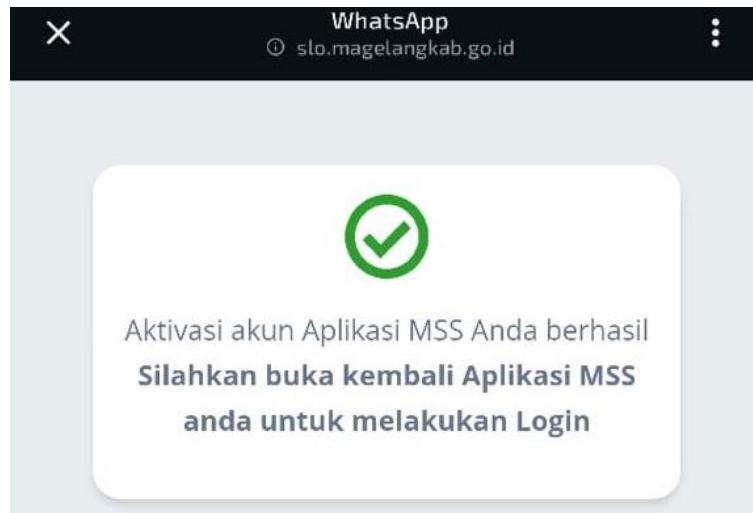 WhatsApp
slo.magelangkab.go.id
Aktivasi akun Aplikasi MSS Anda berhasil
Silahkan buka kembali Aplikasi MSS
anda untuk melakukan Login